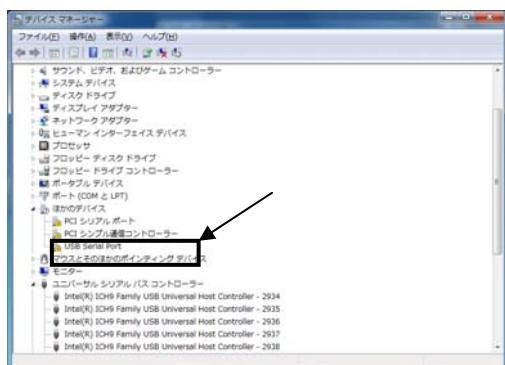 デバイス マネージャー
ファイル(F) 操作(A) 表示(V) ヘルプ(H)
サウンド、ビデオ、およびゲーム コントローラー
システム デバイス
ディスク ドライブ
ディスプレイ アダプター
ネットワーク アダプター
ヒューマン インターフェイス デバイス
プロセッサ
フロッピー ディスク ドライブ
フロッピー ドライブ コントローラー
ポータブル デバイス
ポート (COM と LPT)
ほかのデバイス
PCI シリアル ポート
PCI シンプル通信コントローラー
USB Serial Port
マウスとそのほかのポインティング デバイス
モニター
ユニバーサル シリアル バス コントローラー
Intel(R) ICH9 Family USB Universal Host Controller - 2934
Intel(R) ICH9 Family USB Universal Host Controller - 2935
Intel(R) ICH9 Family USB Universal Host Controller - 2936
Intel(R) ICH9 Family USB Universal Host Controller - 2937
Intel(R) ICH9 Family USB Universal Host Controller - 2938